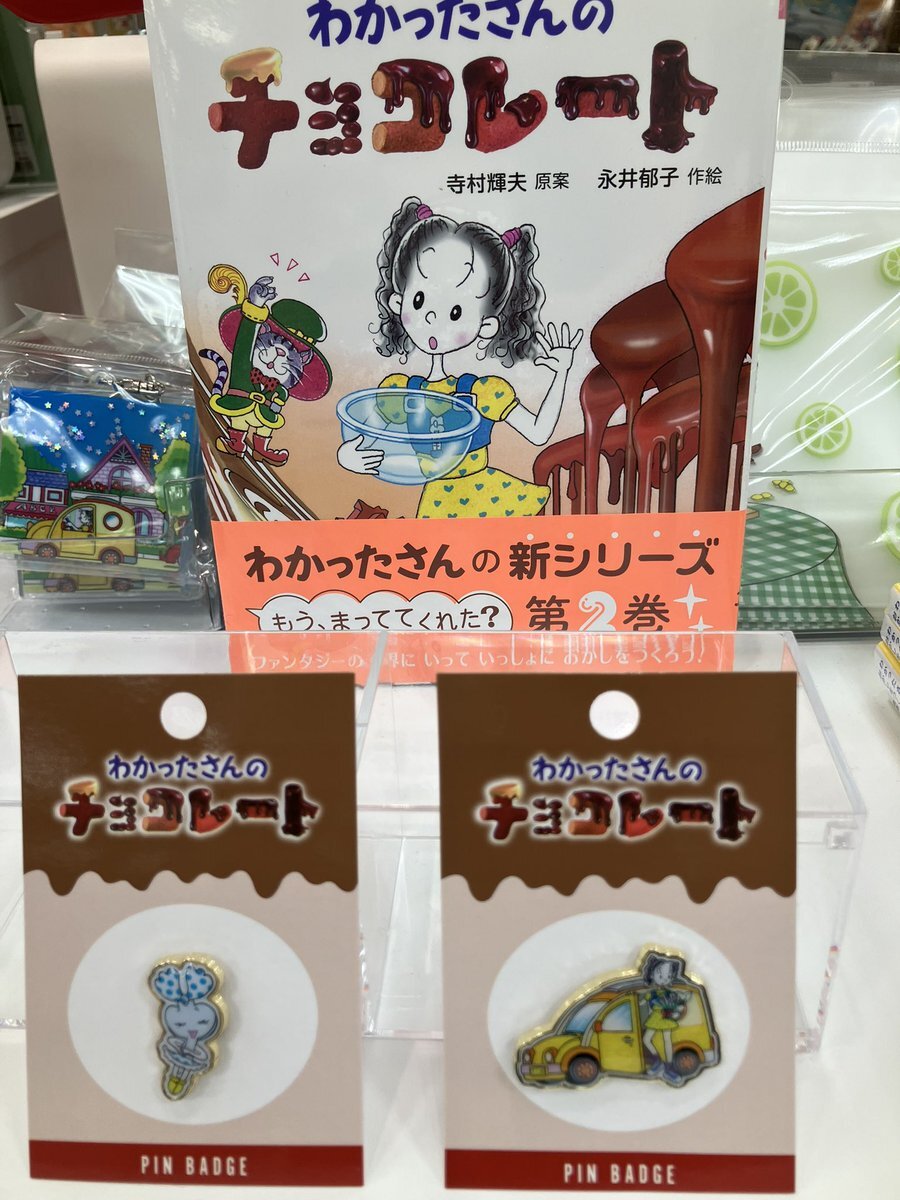 わかったさんの
チョコレート
寺村輝夫 原案 永井郁子 作絵
わかったさんの新シリーズ
もう、まっててくれた?
第2巻
ファンタジーの世界に いって いっしょに おかしをつくろう!
わかったさんの
チョコレート
PIN BADGE
わかったさんの
チョコレート
PIN BADGE